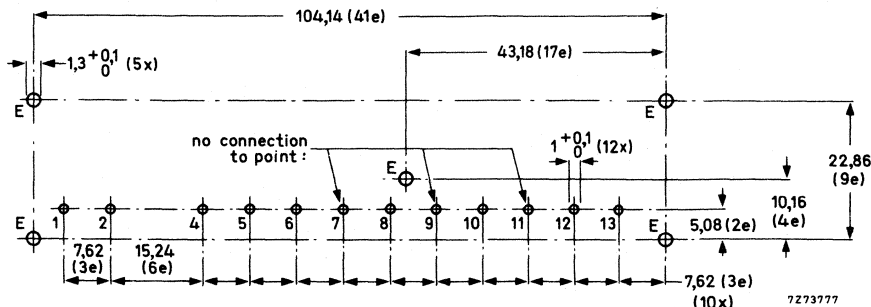 104,14 (41e)
43,18 (17e)
1,3 +0,1 0 (5x)
E
E
no connection
to point:
1 +0,1 0 (12x)
E
22,86
(9e)
10,16
(4e)
5,08 (2e)
E
1 2 4 5 6 7 8 9 10 11 12 13
E
7,62
(3e)
15,24
(6e)
7,62 (3e)
(10x)
7Z73777